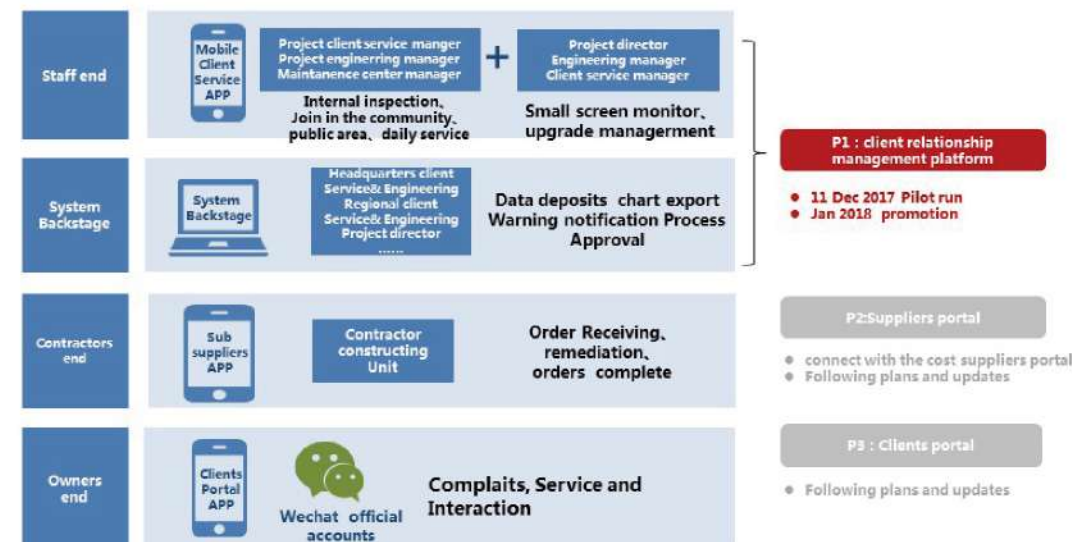 Staff end
Mobile
Client
Service
APP
Project client service manger
Project enginerring manager
Maintanence center manager
+
Project director
Engineering manager
Client service manager
Internal inspection、
Join in the community、
public area、daily service
Small screen monitor、
upgrade managerment
P1 : client relationship
management platform
● 11 Dec 2017 Pilot run
● Jan 2018 promotion
System
Backstage
System
Backstage
Headquarters client
Service& Engineering
Regional client
Service& Engineering
Project director
......
Data deposits chart export
Warning notification Process
Approval
Contractors
end
Sub
suppliers
APP
Contractor
constructing
Unit
Order Receiving、
remediation、
orders complete
P2:Suppliers portal
● connect with the cost suppliers portal
● Following plans and updates
Owners
end
Clients
Portal
APP
Wechat official
accounts
Complaits, Service and
Interaction
P3 : Clients portal
● Following plans and updates